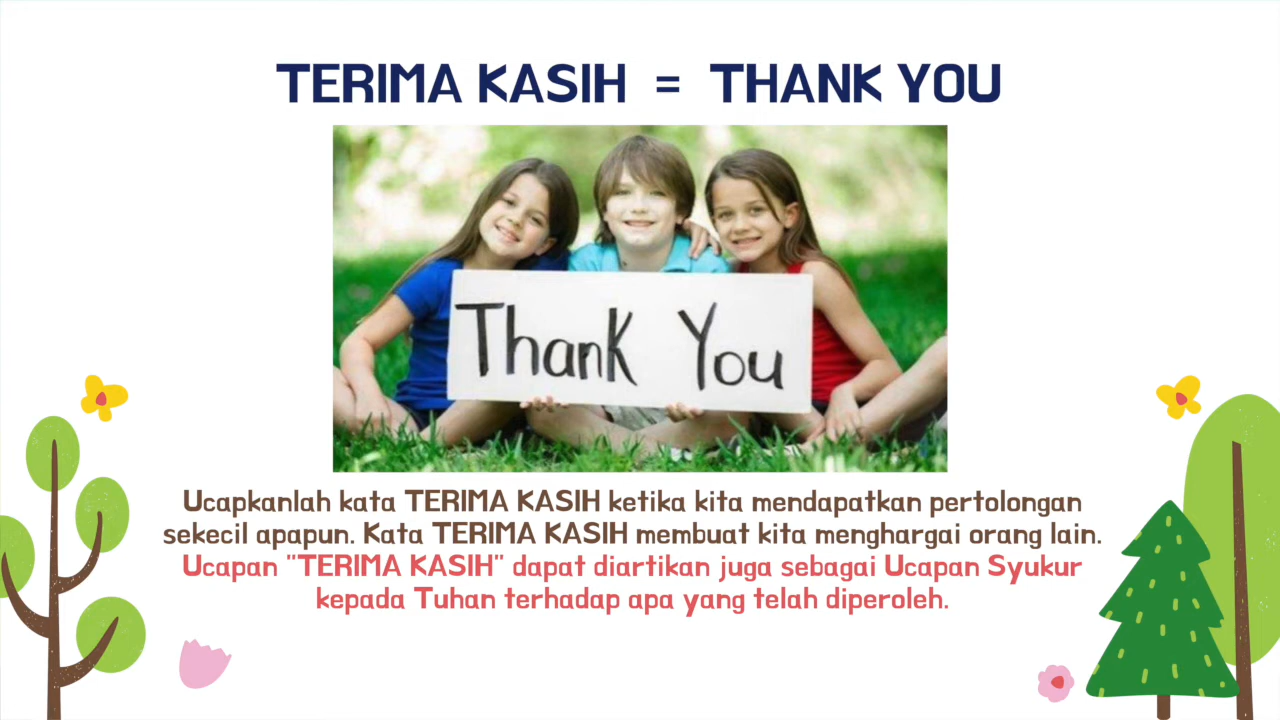 TERIMA KASIH = THANK YOU
Thank You
Ucapkanlah kata TERIMA KASIH ketika kita mendapatkan pertolongan
sekecil apapun. Kata TERIMA KASIH membuat kita menghargai orang lain.
Ucapan "TERIMA KASIH" dapat diartikan juga sebagai Ucapan Syukur
kepada Tuhan terhadap apa yang telah diperoleh.